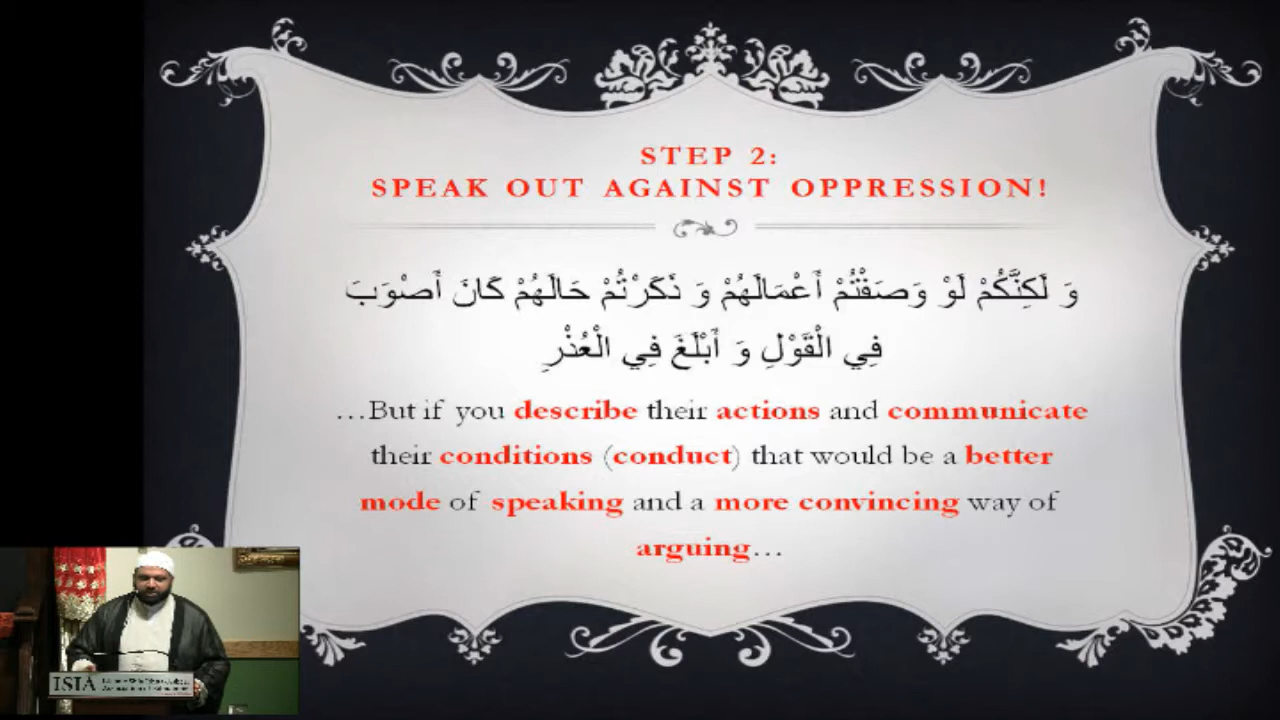 STEP 2:
SPEAK OUT AGAINST OPPRESSION!
وَ لَكِنَّكُمْ لَوْ وَصَفْتُمْ أَعْمَالَهُمْ وَ ذَكَرْتُمْ حَالَهُمْ كَانَ أَصْوَبَ
فِي الْقَوْلِ وَ أَبْلَغَ فِي الْعُذْرِ
…But if you describe their actions and communicate
their conditions (conduct) that would be a better
mode of speaking and a more convincing way of
arguing…
ISIA